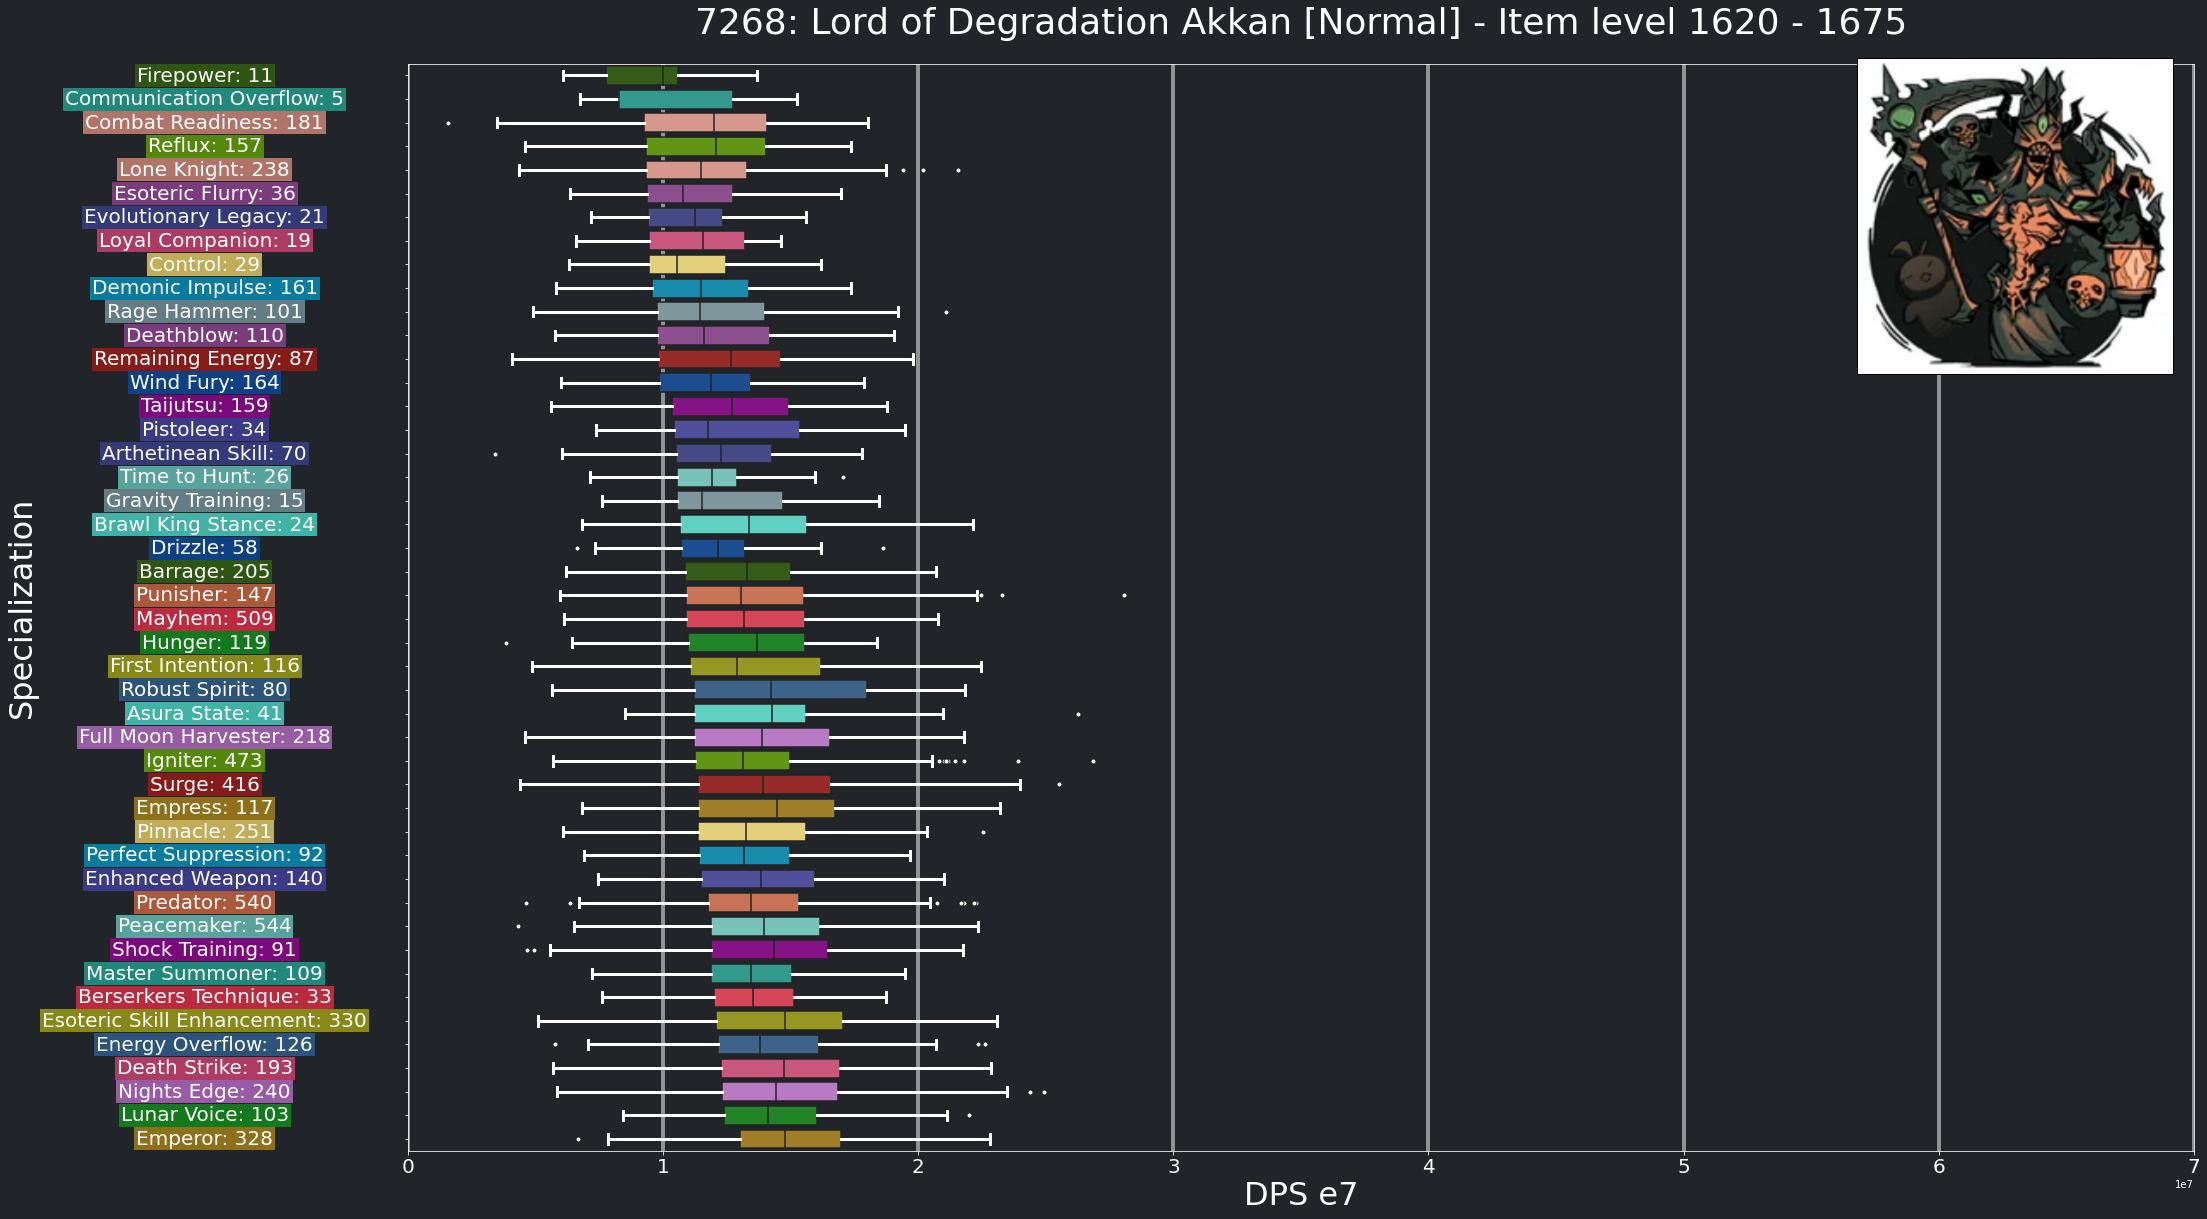 7268: Lord of Degradation Akkan [Normal] - Item level 1620 - 1675
Specialization
Firepower: 11
Communication Overflow: 5
Combat Readiness: 181
Reflux: 157
Lone Knight: 238
Esoteric Flurry: 36
Evolutionary Legacy: 21
Loyal Companion: 19
Control: 29
Demonic Impulse: 161
Rage Hammer: 101
Deathblow: 110
Remaining Energy: 87
Wind Fury: 164
Taijutsu: 159
Pistoleer: 34
Arthetinean Skill: 70
Time to Hunt: 26
Gravity Training: 15
Brawl King Stance: 24
Drizzle: 58
Barrage: 205
Punisher: 147
Mayhem: 509
Hunger: 119
First Intention: 116
Robust Spirit: 80
Asura State: 41
Full Moon Harvester: 218
Igniter: 473
Surge: 416
Empress: 117
Pinnacle: 251
Perfect Suppression: 92
Enhanced Weapon: 140
Predator: 540
Peacemaker: 544
Shock Training: 91
Master Summoner: 109
Berserkers Technique: 33
Esoteric Skill Enhancement: 330
Energy Overflow: 126
Death Strike: 193
Nights Edge: 240
Lunar Voice: 103
Emperor: 328
0 1 2 3 4 5 6 7
1e7
DPS e7